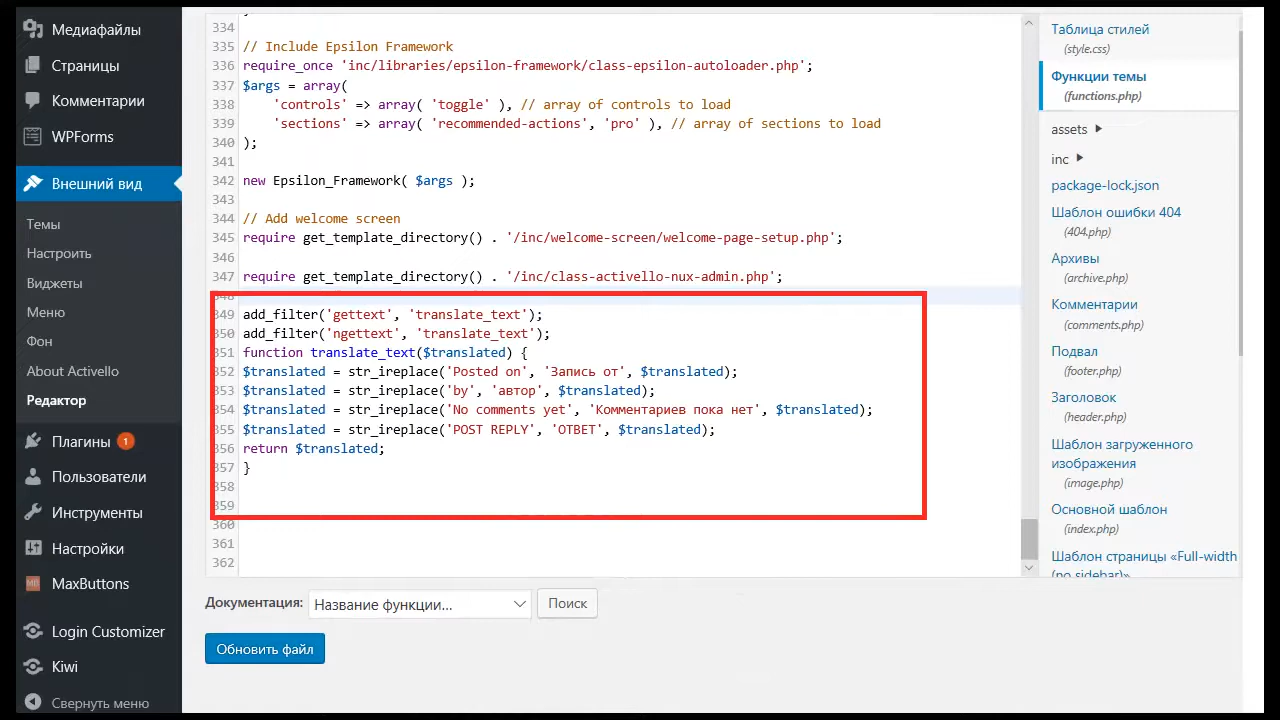 Медиафайлы
Страницы
Комментарии
WPForms
Внешний вид
Темы
Настроить
Виджеты
Меню
Фон
About Activello
Редактор
Плагины 1
Пользователи
Инструменты
Настройки
MaxButtons
Login Customizer
Kiwi
Свернуть меню
334
335 // Include Epsilon Framework
336 require_once 'inc/libraries/epsilon-framework/class-epsilon-autoloader.php';
337 $args = array(
338 'controls' => array( 'toggle' ), // array of controls to load
339 'sections' => array( 'recommended-actions', 'pro' ), // array of sections to load
340 );
341
342 new Epsilon_Framework( $args );
343
344 // Add welcome screen
345 require get_template_directory() . '/inc/welcome-screen/welcome-page-setup.php';
346
347 require get_template_directory() . '/inc/class-activello-nux-admin.php';
348
349 add_filter('gettext', 'translate_text');
350 add_filter('ngettext', 'translate_text');
351 function translate_text($translated) {
352 $translated = str_ireplace('Posted on', 'Запись от', $translated);
353 $translated = str_ireplace('by', 'автор', $translated);
354 $translated = str_ireplace('No comments yet', 'Комментариев пока нет', $translated);
355 $translated = str_ireplace('POST REPLY', 'ОТВЕТ', $translated);
356 return $translated;
357 }
358
359
360
361
362
Документация: Название функции... Поиск
Обновить файл
Таблица стилей
(style.css)
Функции темы
(functions.php)
assets
inc
package-lock.json
Шаблон ошибки 404
(404.php)
Архивы
(archive.php)
Комментарии
(comments.php)
Подвал
(footer.php)
Заголовок
(header.php)
Шаблон загруженного
изображения
(image.php)
Основной шаблон
(index.php)
Шаблон страницы «Full-width
(no sidebar)»